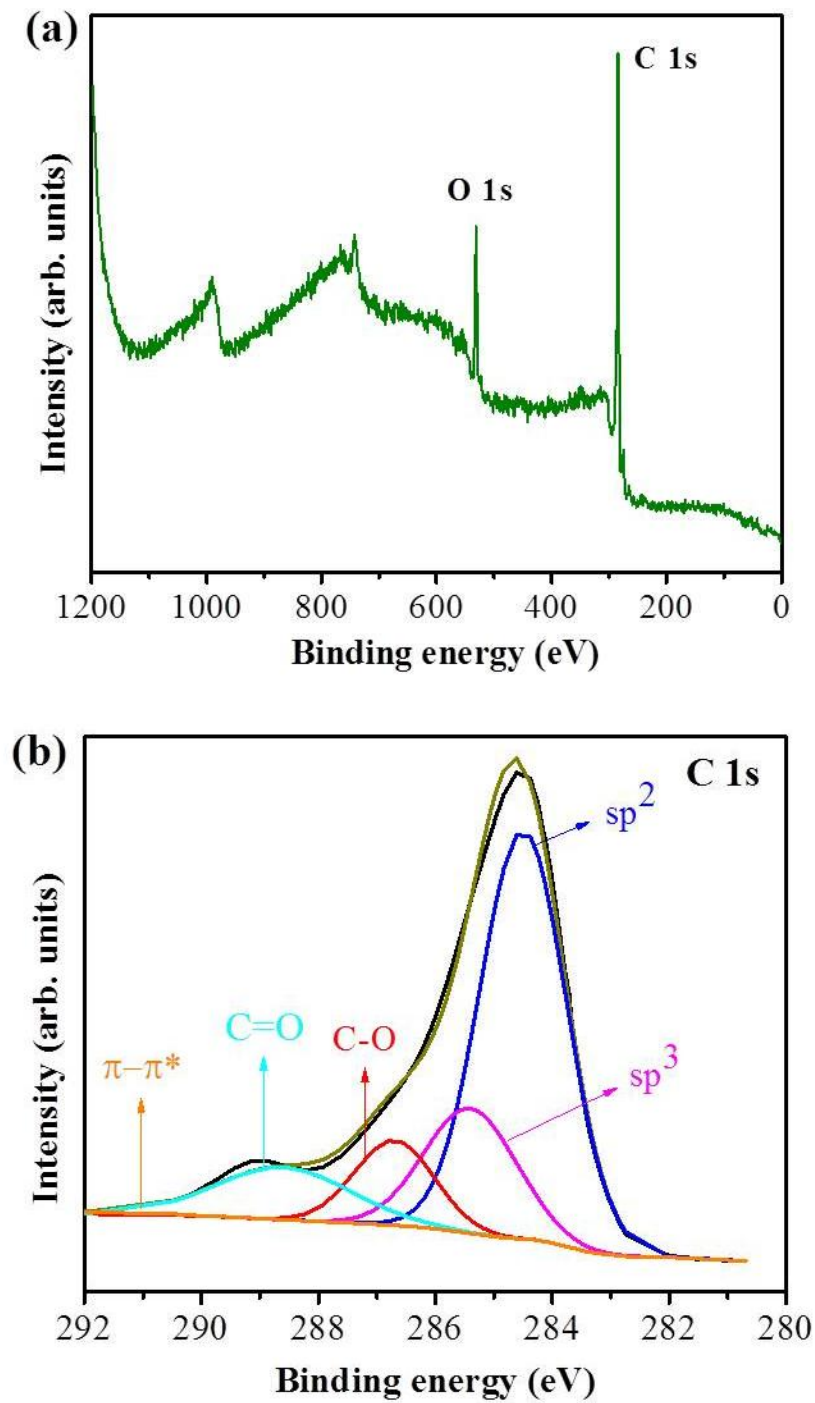 (a)
C 1s
O 1s
Intensity (arb. units)
1200 1000 800 600 400 200 0
Binding energy (eV)
(b)
C 1s
sp²
C=O
C-O
π–π*
sp³
Intensity (arb. units)
292 290 288 286 284 282 280
Binding energy (eV)